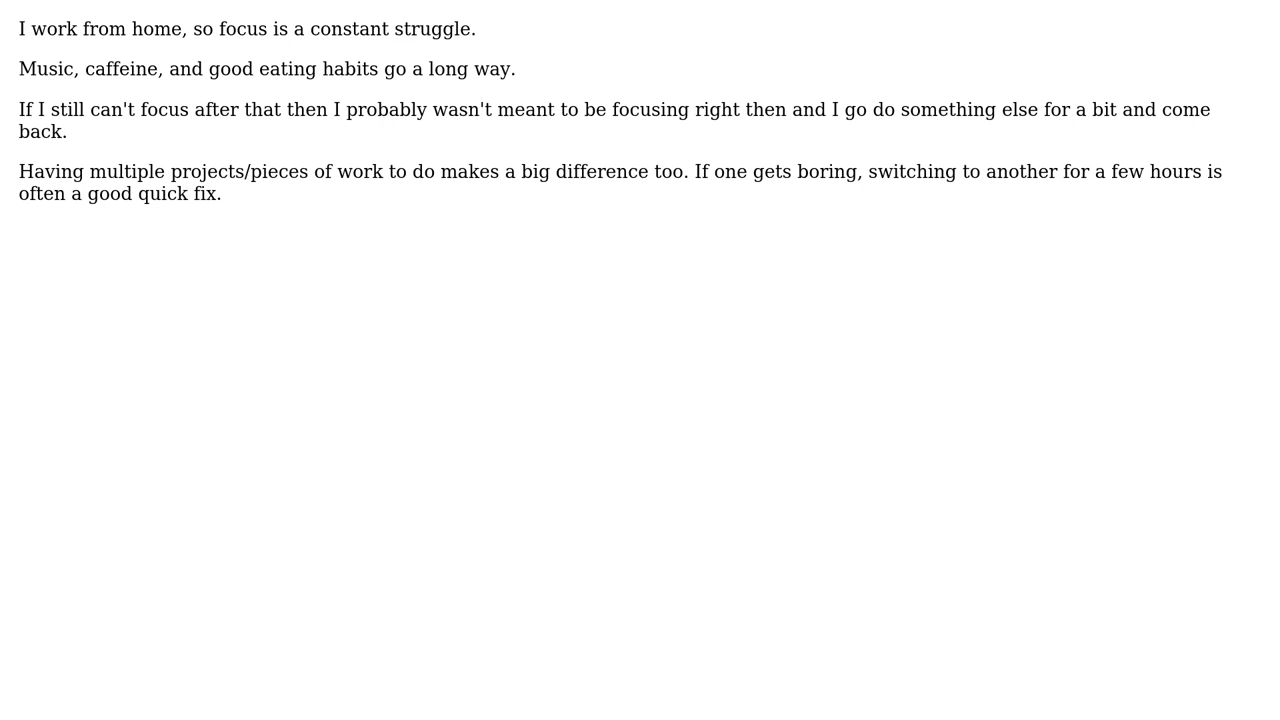 I work from home, so focus is a constant struggle.
Music, caffeine, and good eating habits go a long way.
If I still can't focus after that then I probably wasn't meant to be focusing right then and I go do something else for a bit and come
back.
Having multiple projects/pieces of work to do makes a big difference too. If one gets boring, switching to another for a few hours is
often a good quick fix.